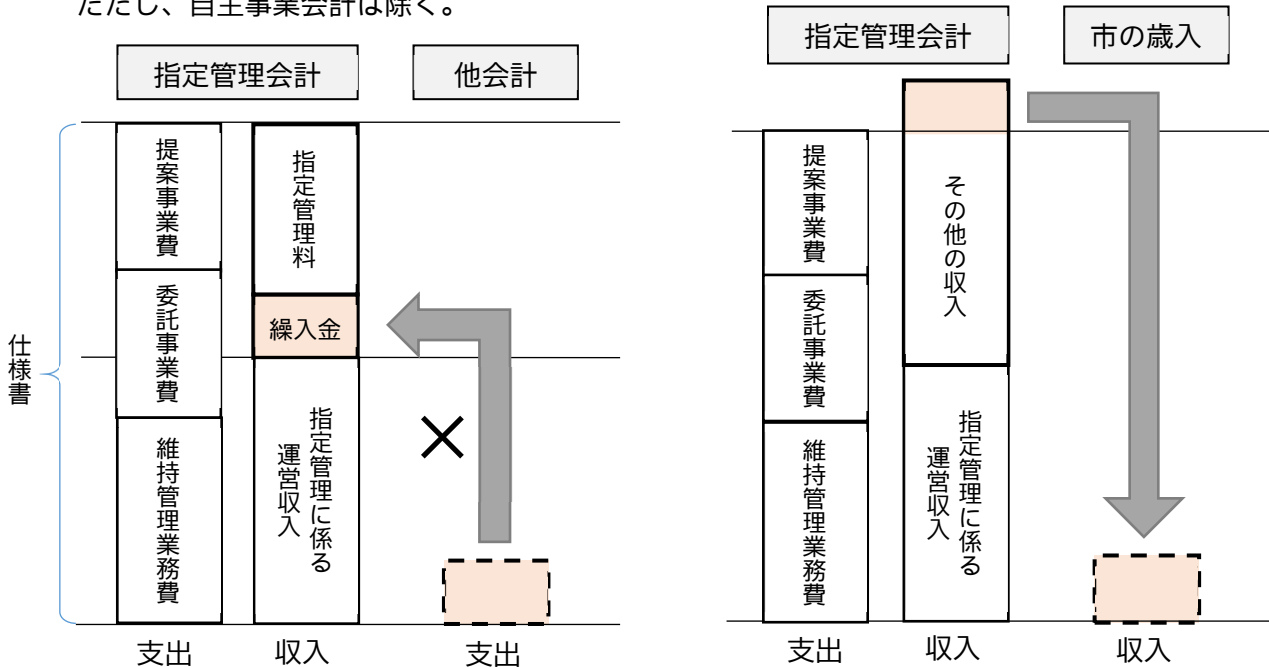 ただし、自主事業会計は除く。
指定管理会計
他会計
仕様書
提案事業費
委託事業費
維持管理業務費
指定管理料
繰入金
指定管理に係る
運営収入
×
支出
収入
支出
指定管理会計
市の歳入
提案事業費
委託事業費
維持管理業務費
その他の収入
指定管理に係る
運営収入
支出
収入
収入